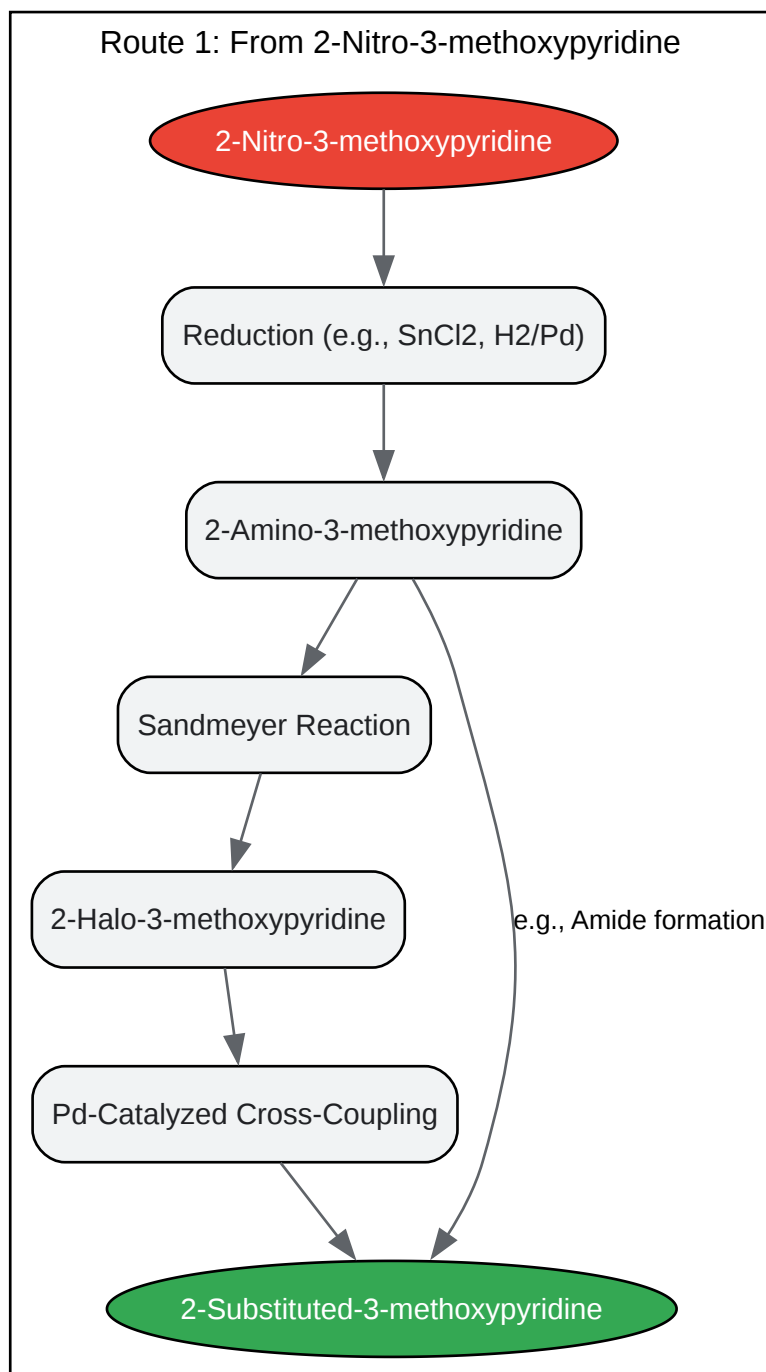 Route 1: From 2-Nitro-3-methoxypyridine
2-Nitro-3-methoxypyridine
Reduction (e.g., SnCl2, H2/Pd)
2-Amino-3-methoxypyridine
Sandmeyer Reaction
2-Halo-3-methoxypyridine
e.g., Amide formation
Pd-Catalyzed Cross-Coupling
2-Substituted-3-methoxypyridine